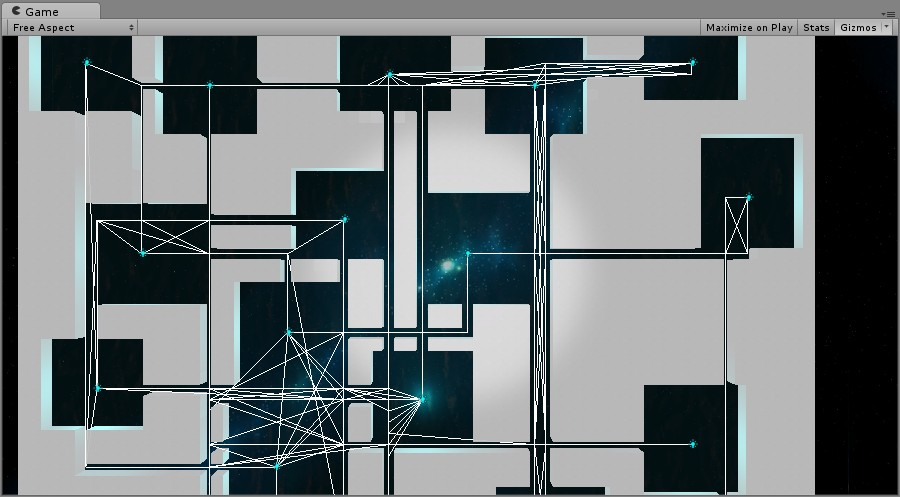 Game
Free Aspect
Maximize on Play
Stats
Gizmos